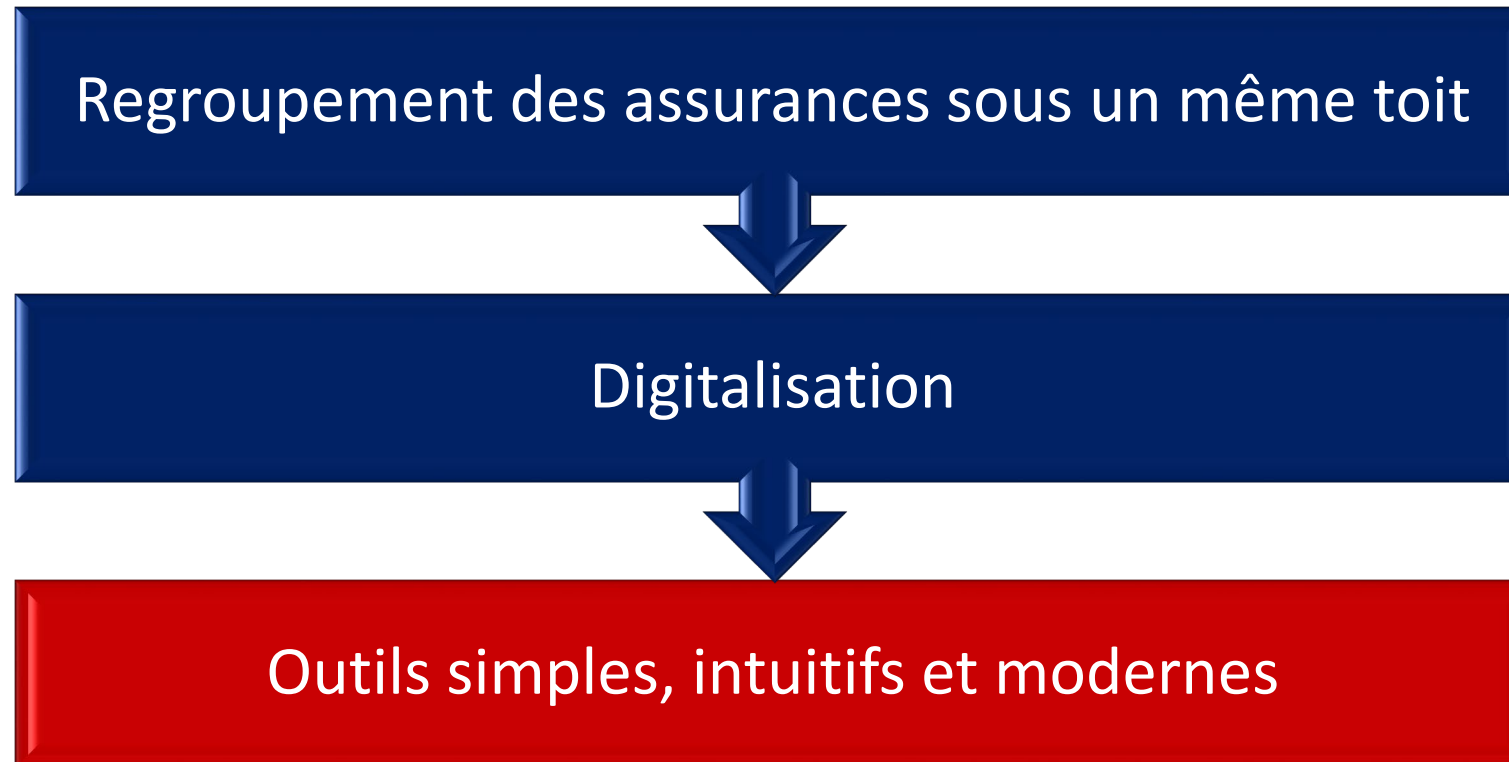 Regroupement des assurances sous un même toit
Digitalisation
Outils simples, intuitifs et modernes